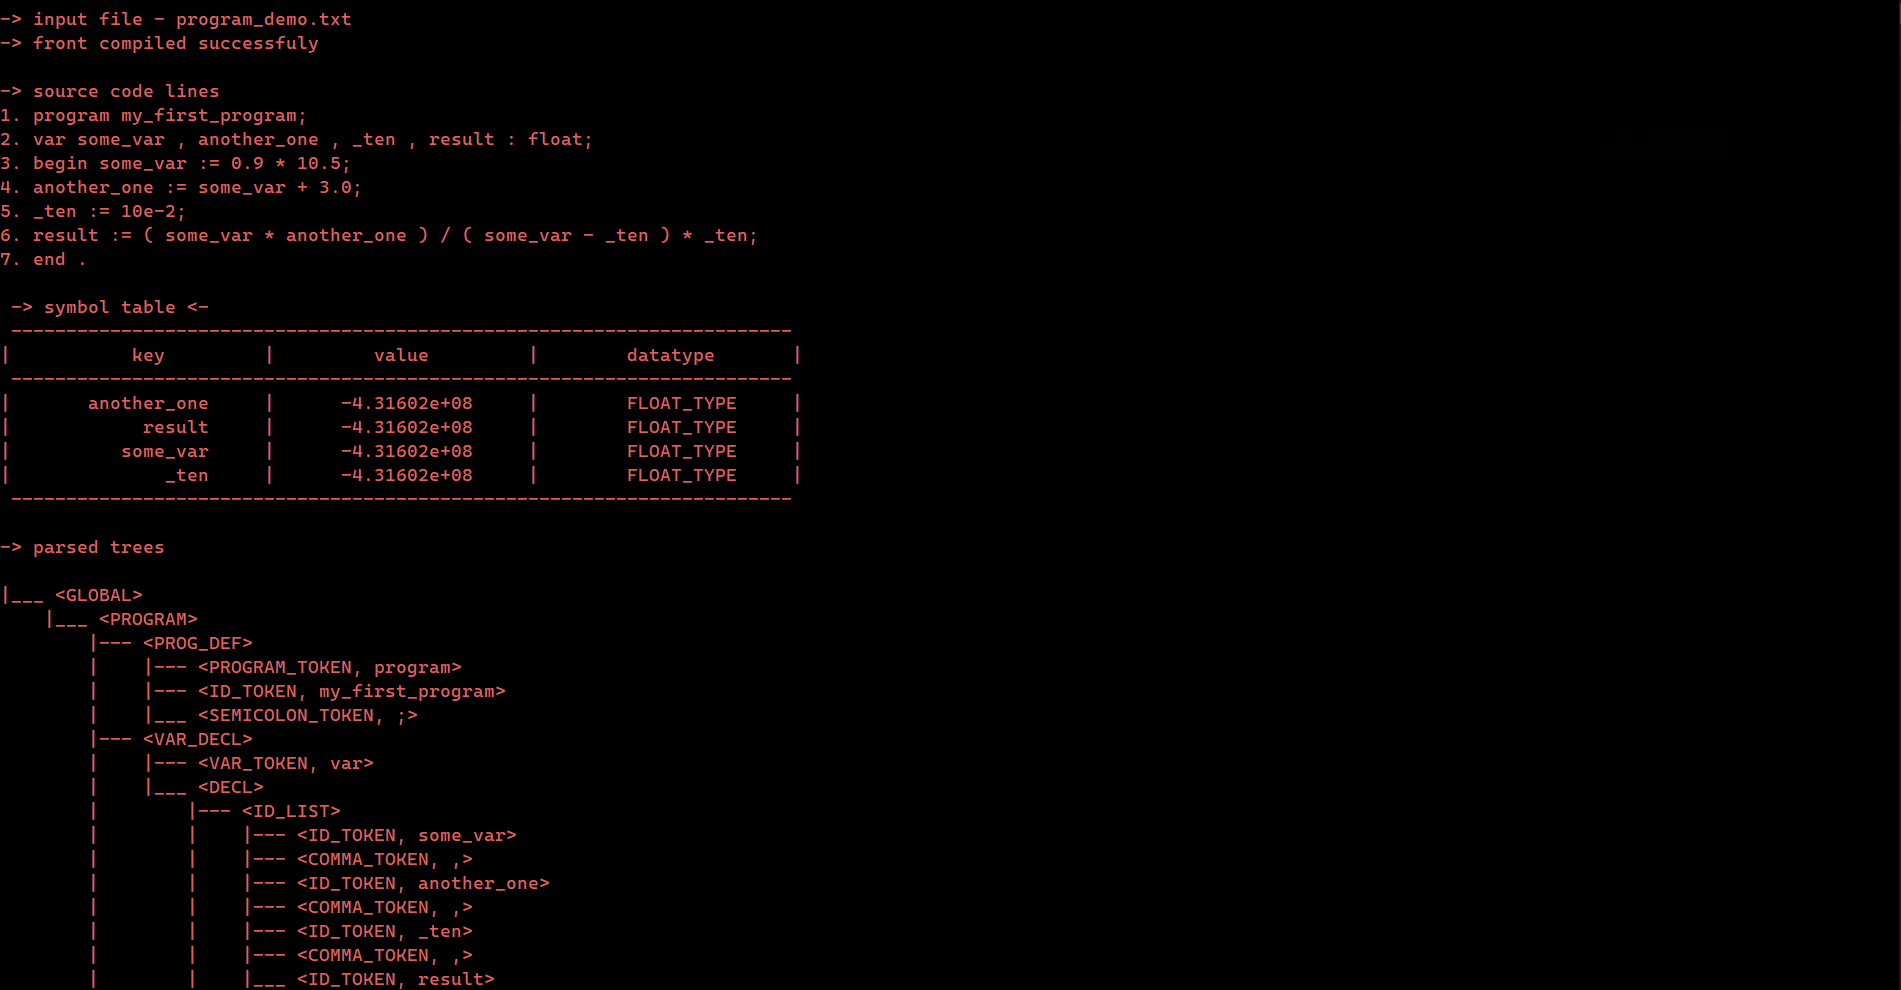 -> input file - program_demo.txt
-> front compiled successfuly
-> source code lines
1. program my_first_program;
2. var some_var , another_one , _ten , result : float;
3. begin some_var := 0.9 * 10.5;
4. another_one := some_var + 3.0;
5. _ten := 10e-2;
6. result := ( some_var * another_one ) / ( some_var - _ten ) * _ten;
7. end .
 -> symbol table <-
 -----------------------------------------------------------------------
|           key         |         value         |        datatype       |
 -----------------------------------------------------------------------
|       another_one     |      -4.31602e+08     |        FLOAT_TYPE     |
|            result     |      -4.31602e+08     |        FLOAT_TYPE     |
|          some_var     |      -4.31602e+08     |        FLOAT_TYPE     |
|              _ten     |      -4.31602e+08     |        FLOAT_TYPE     |
 -----------------------------------------------------------------------
-> parsed trees
|___ <GLOBAL>
    |___ <PROGRAM>
        |--- <PROG_DEF>
        |    |--- <PROGRAM_TOKEN, program>
        |    |--- <ID_TOKEN, my_first_program>
        |    |___ <SEMICOLON_TOKEN, ;>
        |--- <VAR_DECL>
        |    |--- <VAR_TOKEN, var>
        |    |___ <DECL>
        |        |--- <ID_LIST>
        |        |    |--- <ID_TOKEN, some_var>
        |        |    |--- <COMMA_TOKEN, ,>
        |        |    |--- <ID_TOKEN, another_one>
        |        |    |--- <COMMA_TOKEN, ,>
        |        |    |--- <ID_TOKEN, _ten>
        |        |    |--- <COMMA_TOKEN, ,>
        |        |    |___ <ID_TOKEN, result>